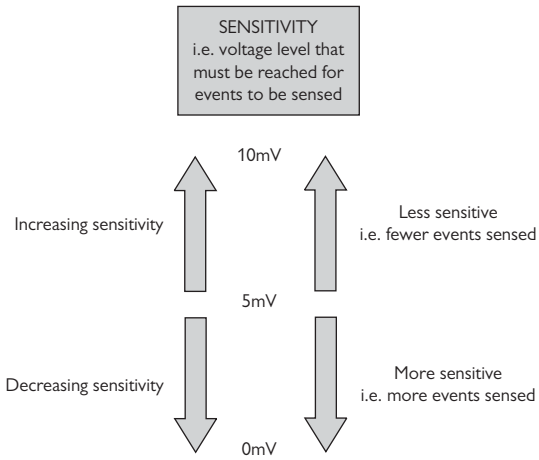 SENSITIVITY
i.e. voltage level that
must be reached for
events to be sensed
10mV
Increasing sensitivity
Less sensitive
i.e. fewer events sensed
5mV
Decreasing sensitivity
More sensitive
i.e. more events sensed
0mV